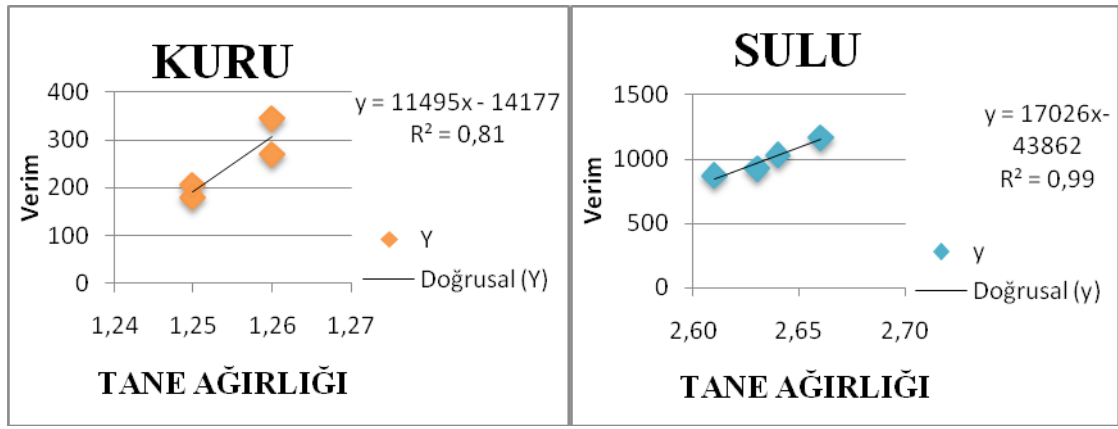 KURU
400
300
200
100
0
Verim
1,24 1,25 1,26 1,27
TANE AĞIRLIĞI
y = 11495x - 14177
R² = 0,81
Y
Doğrusal (Y)
SULU
1500
1000
500
0
Verim
2,60 2,65 2,70
TANE AĞIRLIĞI
y = 17026x-
43862
R² = 0,99
y
Doğrusal (y)